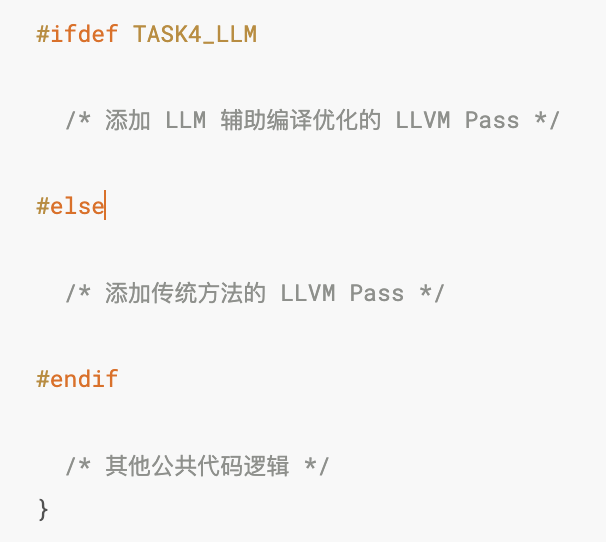 #ifdef TASK4_LLM
/* 添加 LLM 辅助编译优化的 LLVM Pass */
#else
/* 添加传统方法的 LLVM Pass */
#endif
/* 其他公共代码逻辑 */
}